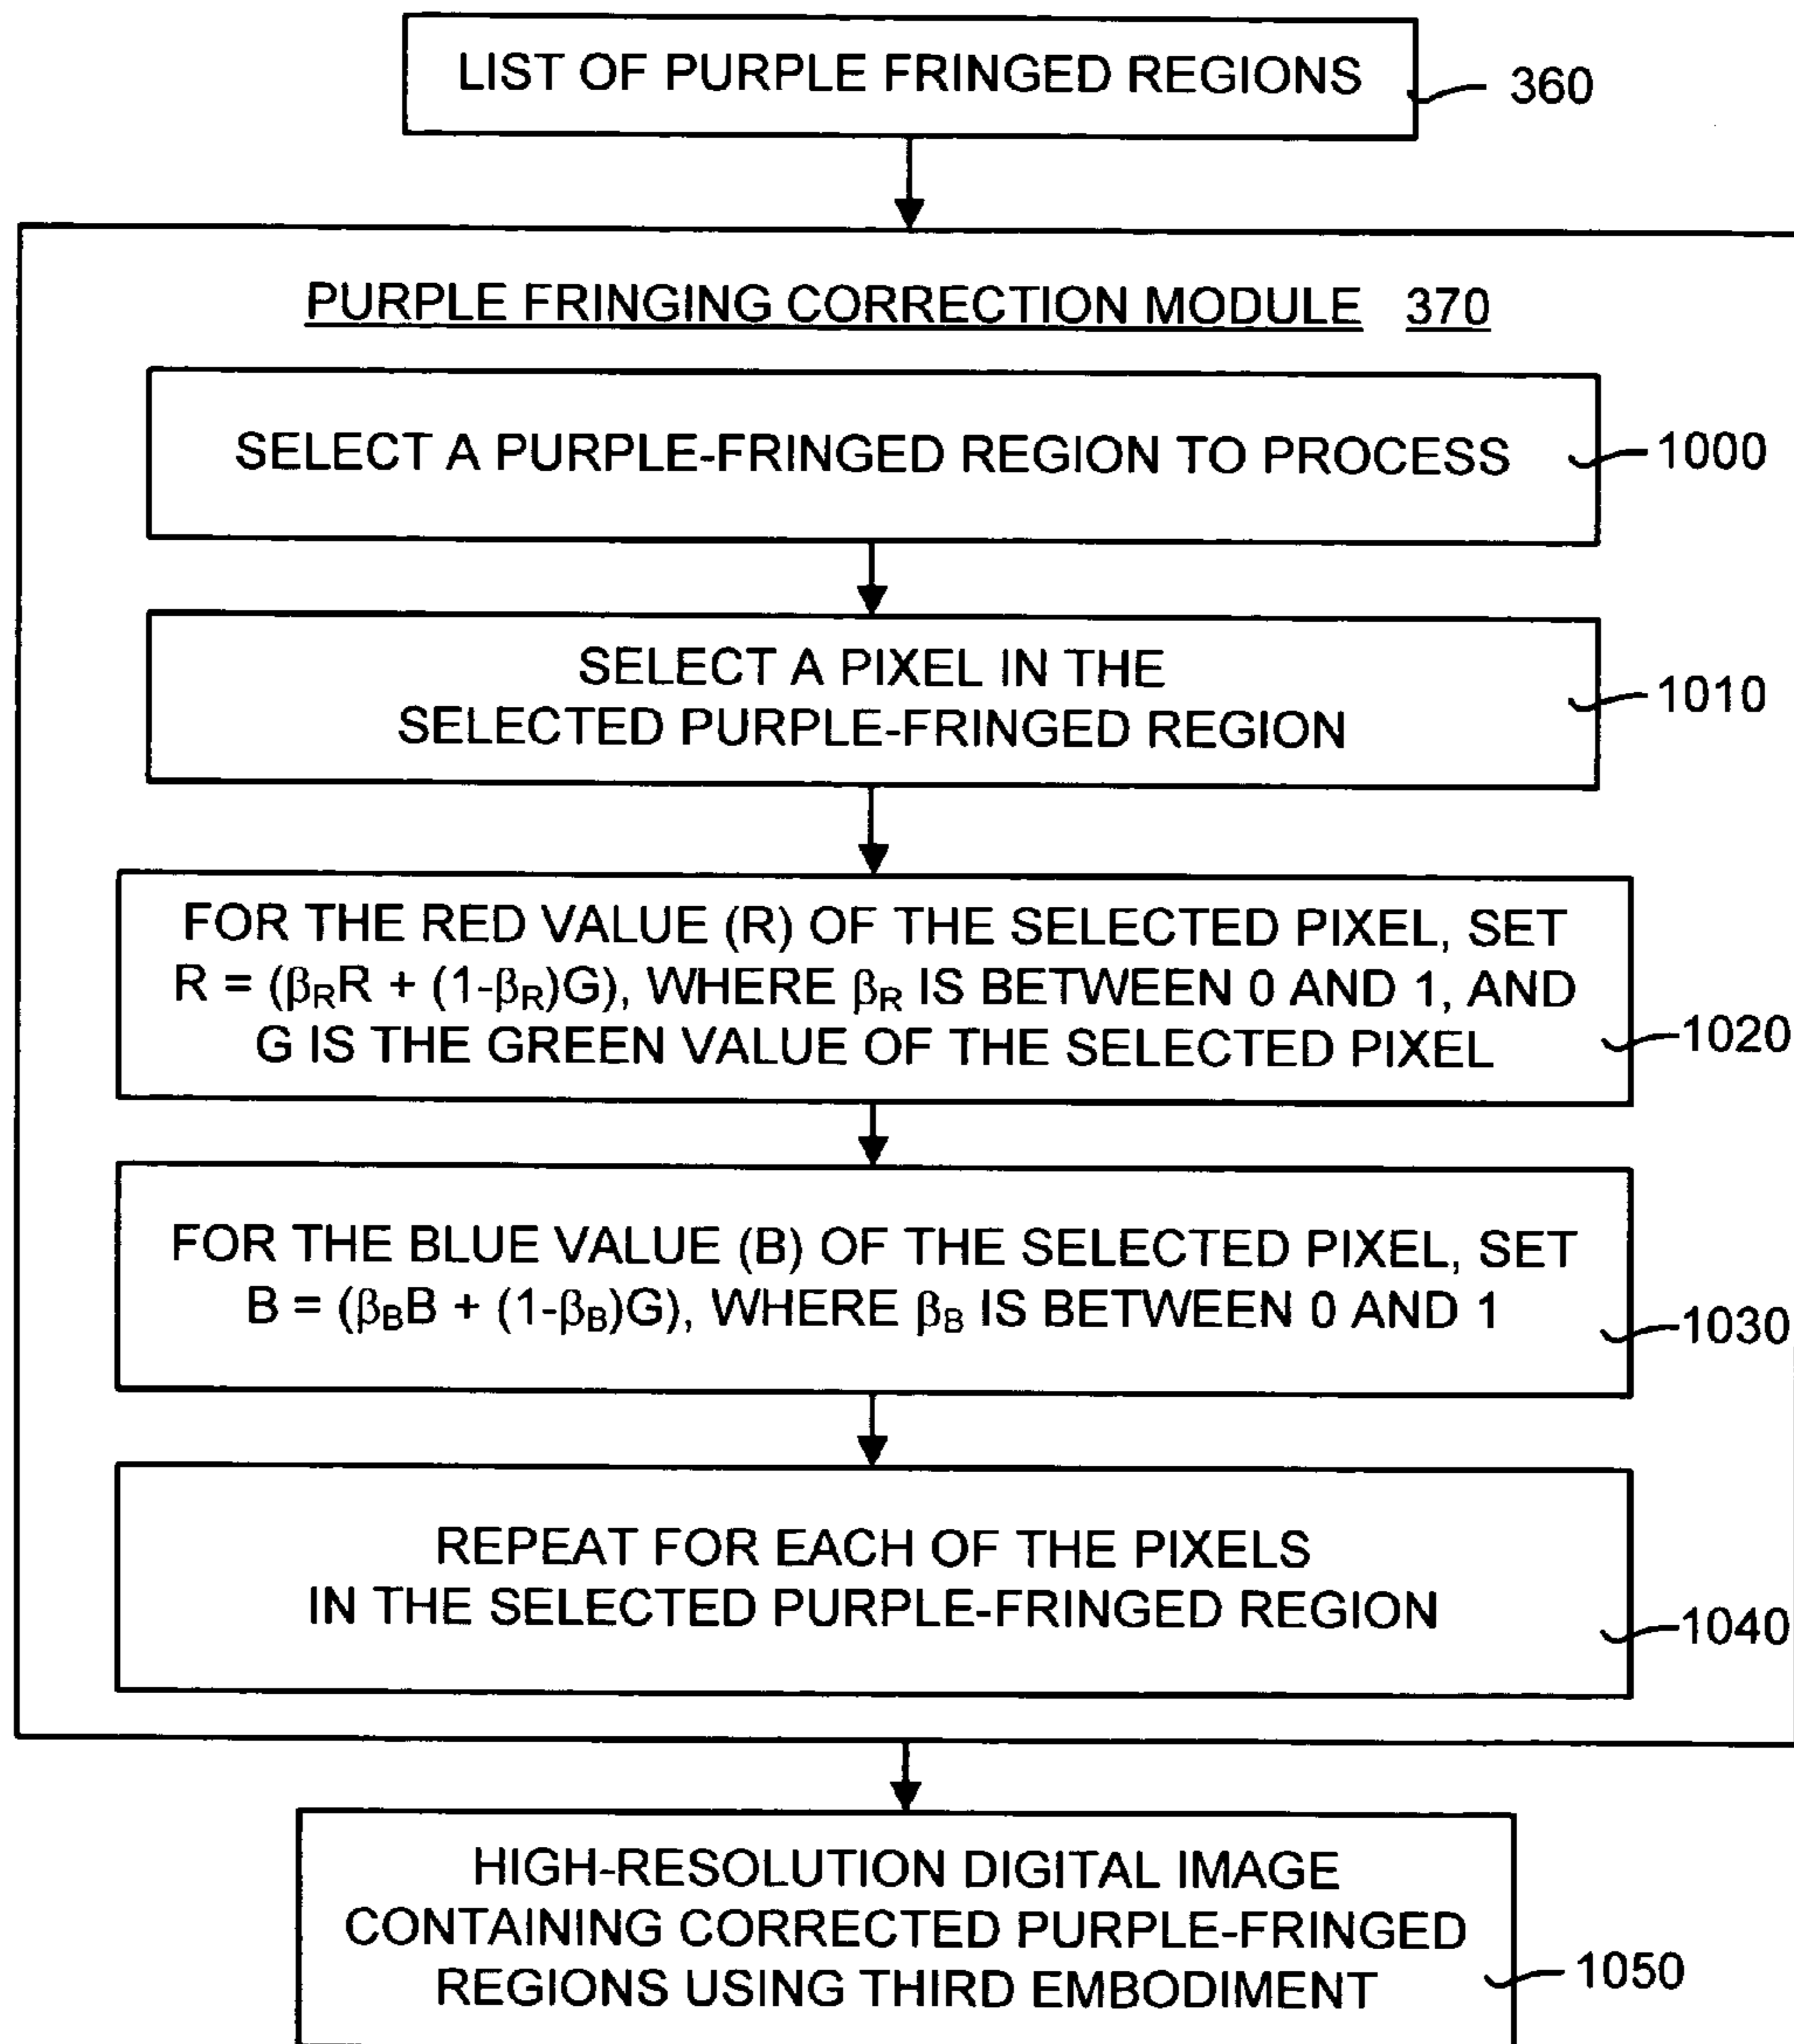 LIST OF PURPLE FRINGED REGIONS
360
PURPLE FRINGING CORRECTION MODULE 370
SELECT A PURPLE-FRINGED REGION TO PROCESS
1000
SELECT A PIXEL IN THE
SELECTED PURPLE-FRINGED REGION
1010
FOR THE RED VALUE (R) OF THE SELECTED PIXEL, SET
R = (βRR + (1-βR)G), WHERE βR IS BETWEEN 0 AND 1, AND
G IS THE GREEN VALUE OF THE SELECTED PIXEL
1020
FOR THE BLUE VALUE (B) OF THE SELECTED PIXEL, SET
B = (βBB + (1-βB)G), WHERE βB IS BETWEEN 0 AND 1
1030
REPEAT FOR EACH OF THE PIXELS
IN THE SELECTED PURPLE-FRINGED REGION
1040
HIGH-RESOLUTION DIGITAL IMAGE
CONTAINING CORRECTED PURPLE-FRINGED
REGIONS USING THIRD EMBODIMENT
1050